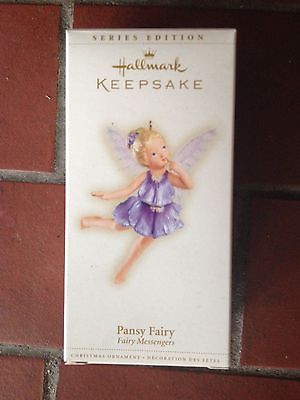 SERIES EDITION
Hallmark
KEEPSAKE
Pansy Fairy
Fairy Messengers
CHRISTMAS ORNAMENT • DÉCORATION DES FÊTES